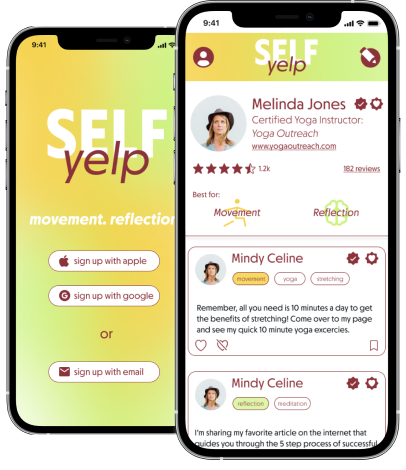 9:41
SELF
yelp
movement. reflection
sign up with apple
sign up with google
or
sign up with email
9:41
SELF
yelp
Melinda Jones
Certified Yoga Instructor:
Yoga Outreach
www.yogaoutreach.com
1.2k
182 reviews
Best for:
Movement
Reflection
Mindy Celine
movement
yoga
stretching
Remember, all you need is 10 minutes a day to get
the benefits of stretching! Come over to my page
and see my quick 10 minute yoga excercies.
Mindy Celine
reflection
meditation
I'm sharing my favorite article on the internet that
guides you through the 5 step process of successful